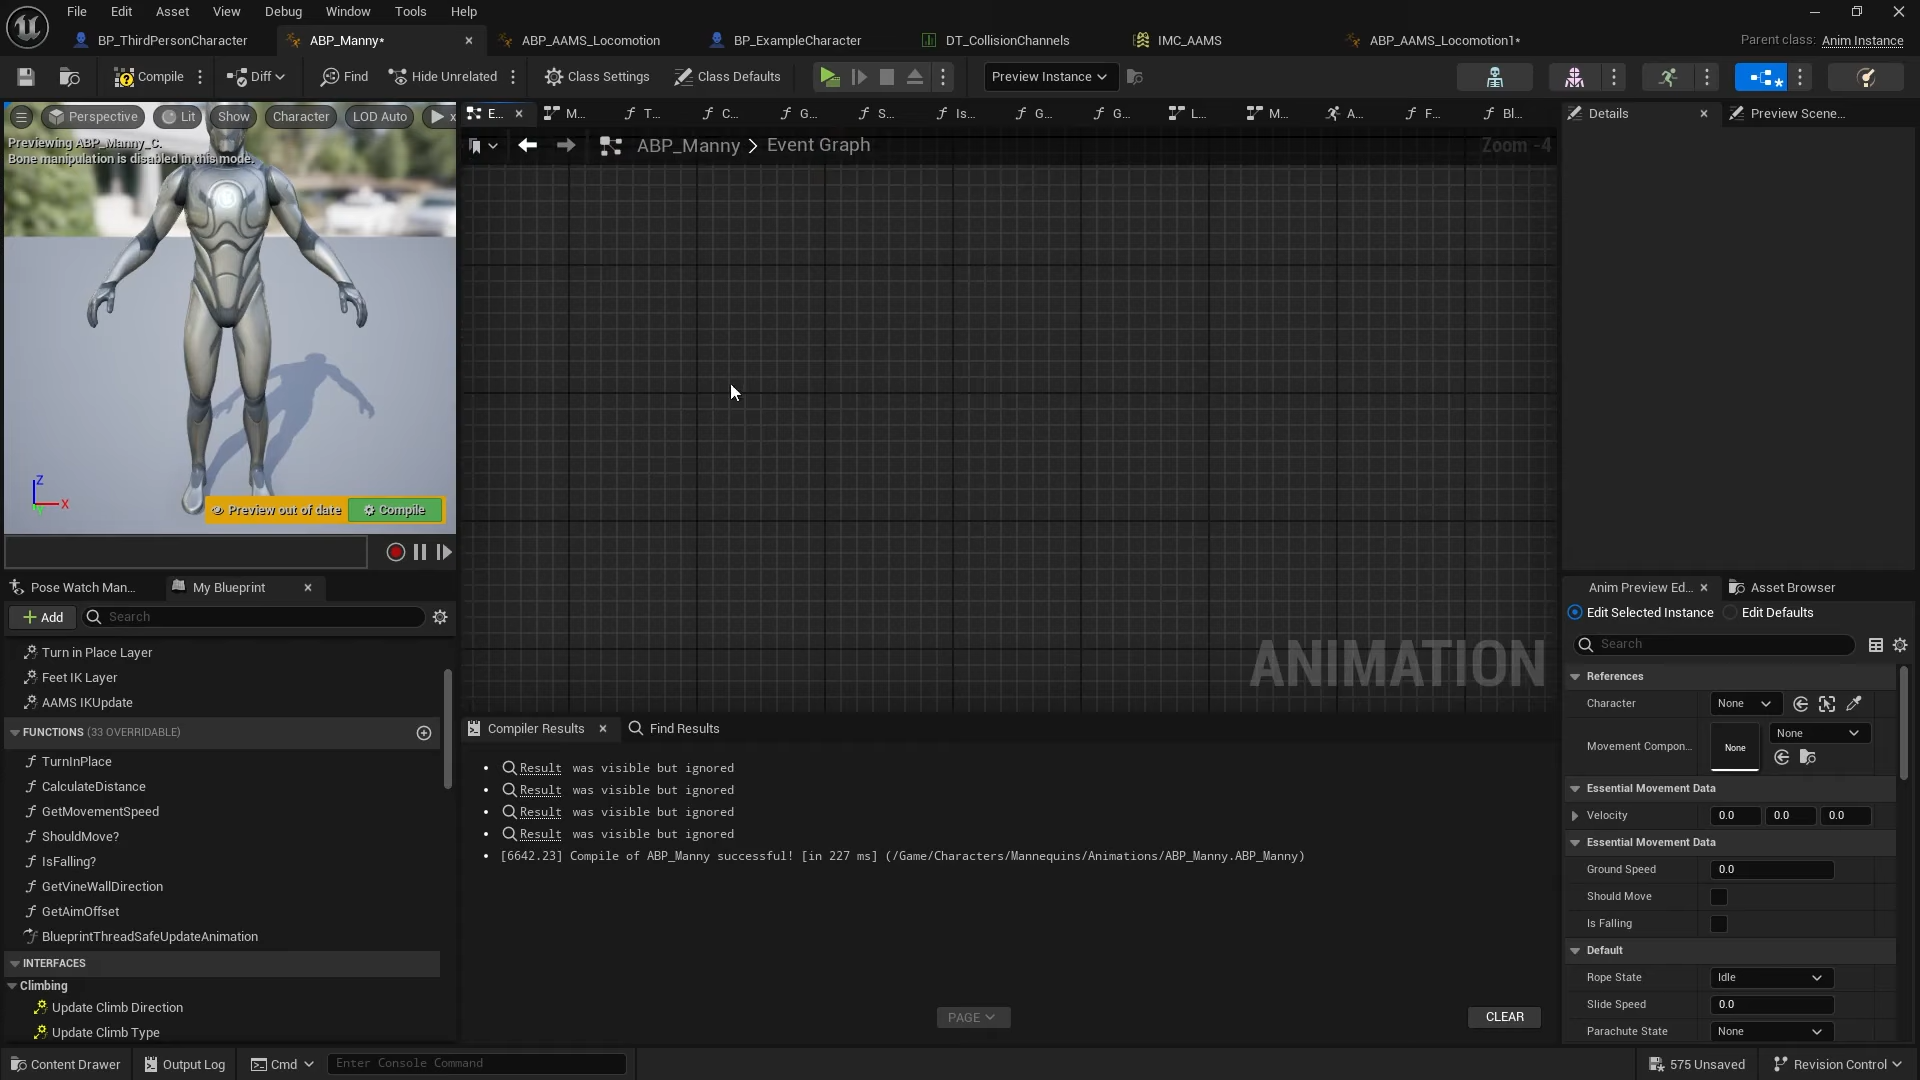 File Edit Asset View Debug Window Tools Help
BP_ThirdPersonCharacter ABP_Manny* ABP_AAMS_Locomotion BP_ExampleCharacter DT_CollisionChannels IMC_AAMS ABP_AAMS_Locomotion1* Parent class: Anim Instance
Compile Diff Find Hide Unrelated Class Settings Class Defaults Preview Instance
Perspective Lit Show Character LOD Auto x
Previewing ABP_Manny_C.
Bone manipulation is disabled in this mode.
Z
X
Preview out of date Compile
E... M... T... C... G... S... Is... G... G... L... M... A... F... Bl...
ABP_Manny > Event Graph Zoom -4
ANIMATION
Details Preview Scene...
Pose Watch Man... My Blueprint
+ Add Search
Turn in Place Layer
Feet IK Layer
AAMS IKUpdate
FUNCTIONS (33 OVERRIDABLE)
TurnInPlace
CalculateDistance
GetMovementSpeed
ShouldMove?
IsFalling?
GetVineWallDirection
GetAimOffset
BlueprintThreadSafeUpdateAnimation
INTERFACES
Climbing
Update Climb Direction
Update Climb Type
Compiler Results Find Results
• Result was visible but ignored
• Result was visible but ignored
• Result was visible but ignored
• Result was visible but ignored
• [6642.23] Compile of ABP_Manny successful! [in 227 ms] (/Game/Characters/Mannequins/Animations/ABP_Manny.ABP_Manny)
PAGE CLEAR
Anim Preview Ed... Asset Browser
Edit Selected Instance Edit Defaults
Search
References
Character None
Movement Compon... None None
Essential Movement Data
Velocity 0.0 0.0 0.0
Essential Movement Data
Ground Speed 0.0
Should Move
Is Falling
Default
Rope State Idle
Slide Speed 0.0
Parachute State None
Content Drawer Output Log Cmd Enter Console Command 575 Unsaved Revision Control